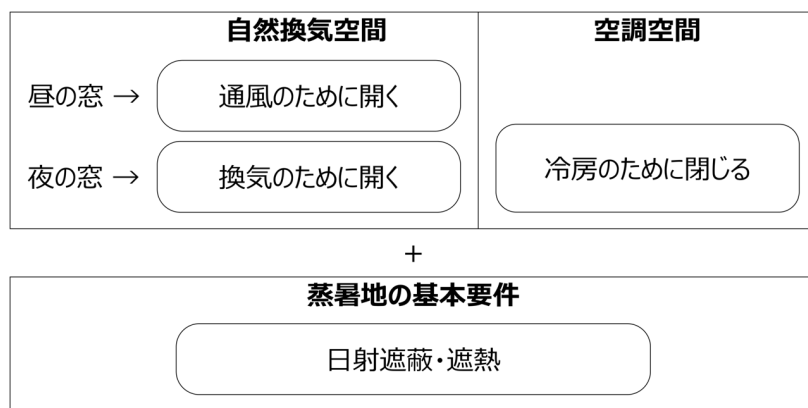 自然換気空間
空調空間
昼の窓 → 通風のために開く
夜の窓 → 換気のために開く
冷房のために閉じる
+
蒸暑地の基本要件
日射遮蔽・遮熱